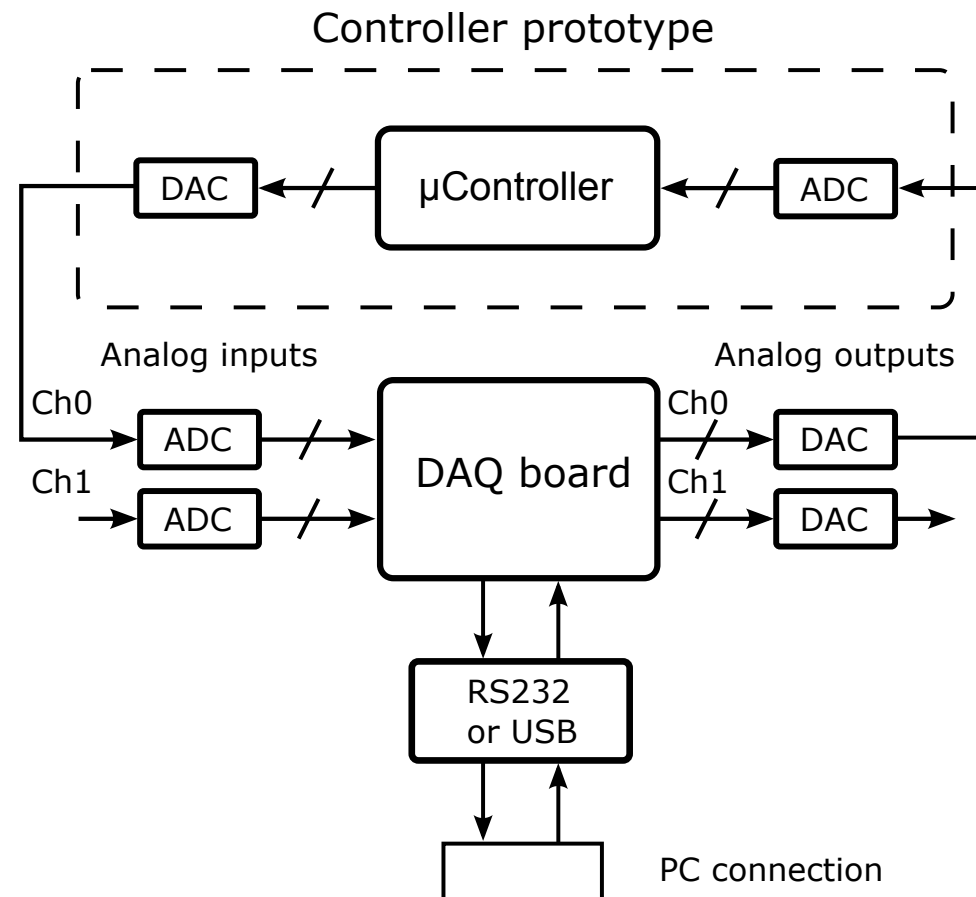 Controller prototype
DAC
µController
ADC
Analog inputs
Analog outputs
Ch0
ADC
Ch1
ADC
DAQ board
Ch0
DAC
Ch1
DAC
RS232
or USB
PC connection